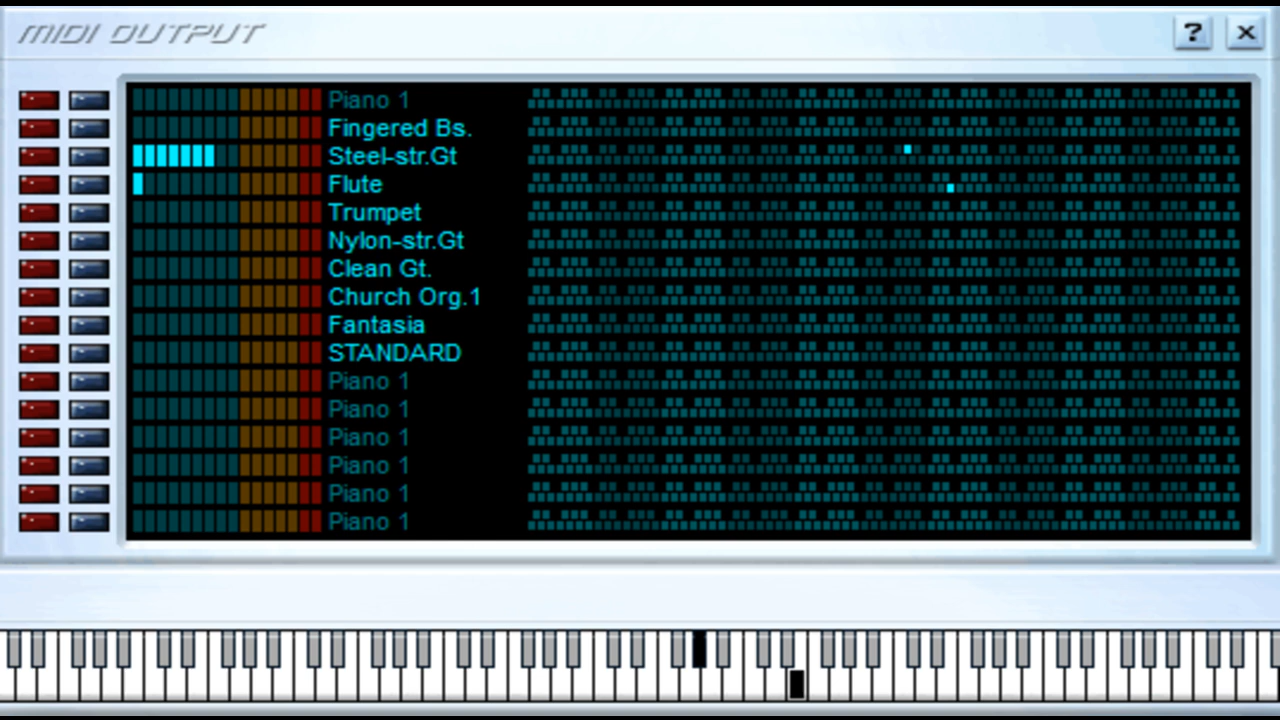 MIDI OUTPUT
? ×
Piano 1
Fingered Bs.
Steel-str.Gt
Flute
Trumpet
Nylon-str.Gt
Clean Gt.
Church Org.1
Fantasia
STANDARD
Piano 1
Piano 1
Piano 1
Piano 1
Piano 1
Piano 1